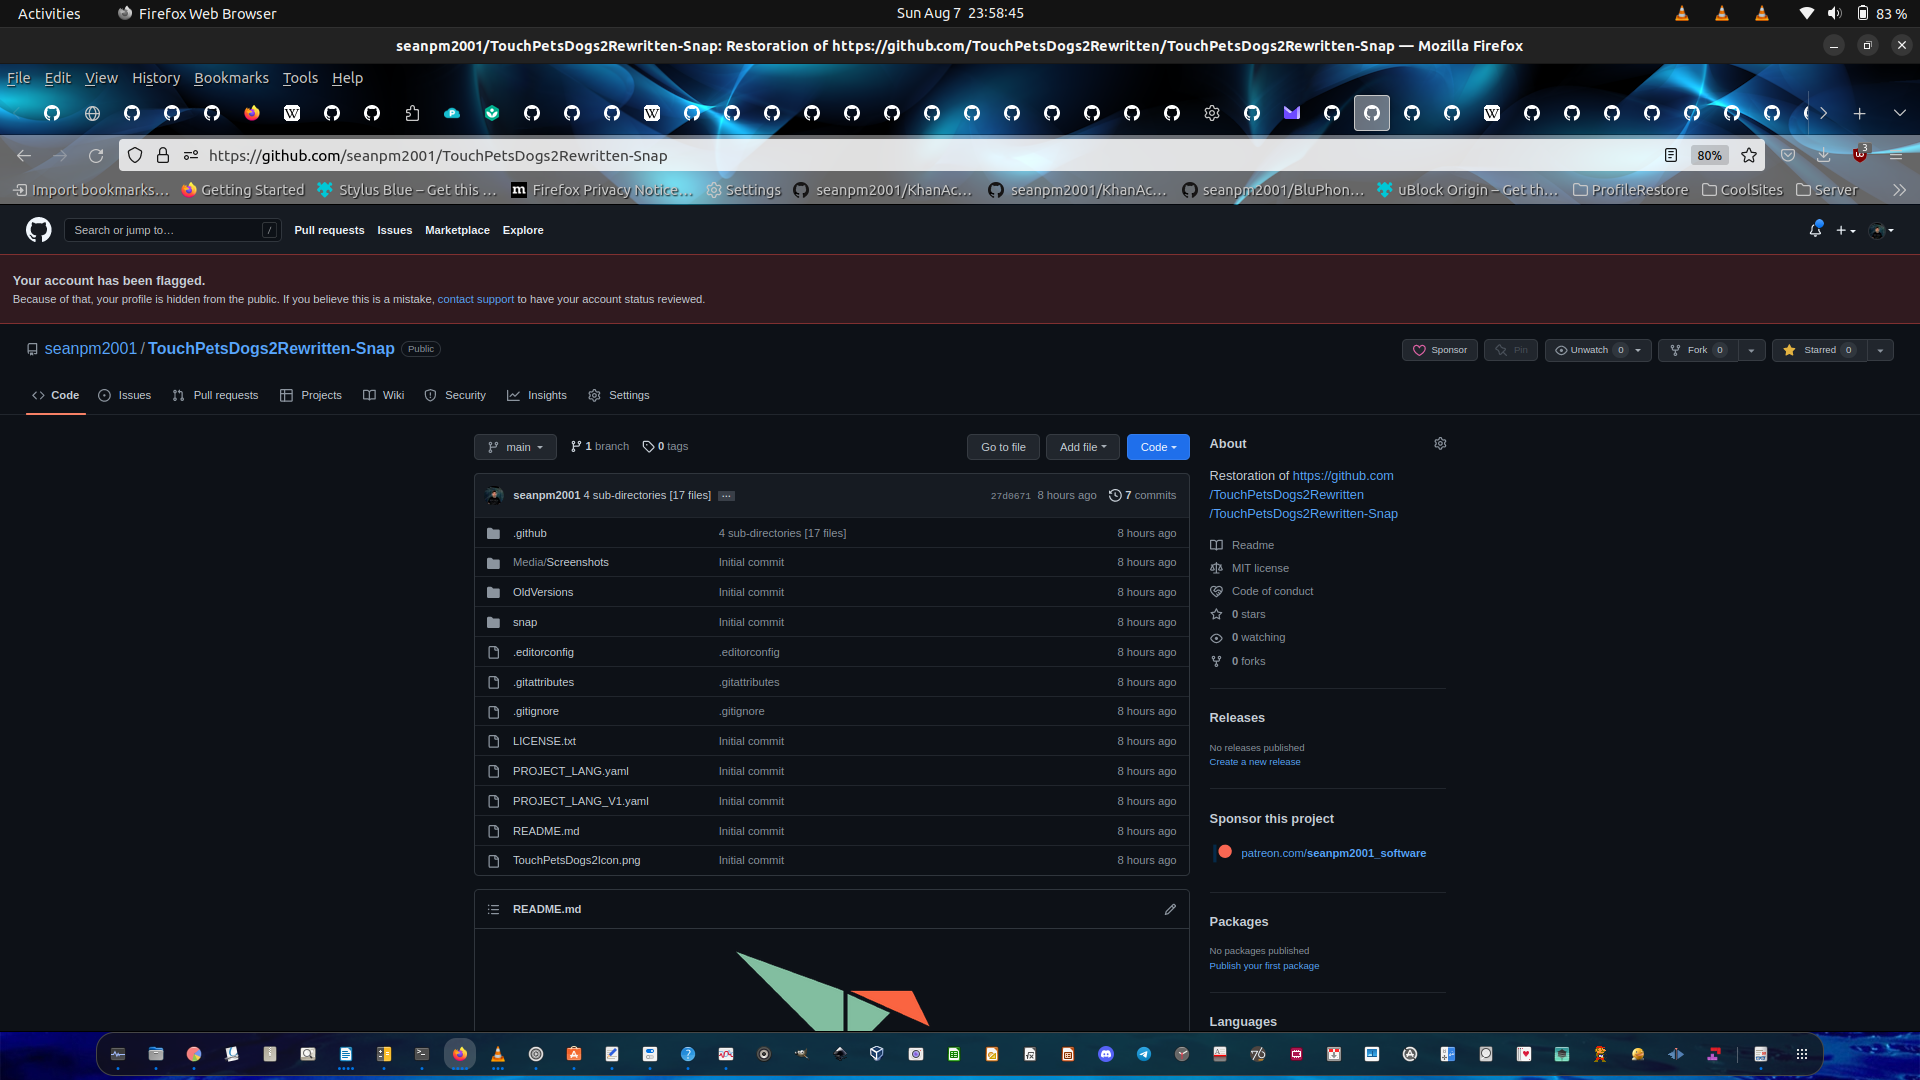 Activities
Firefox Web Browser
Sun Aug 7 23:58:45
83 %
seanpm2001/TouchPetsDogs2Rewritten-Snap: Restoration of https://github.com/TouchPetsDogs2Rewritten/TouchPetsDogs2Rewritten-Snap — Mozilla Firefox
File Edit View History Bookmarks Tools Help
https://github.com/seanpm2001/TouchPetsDogs2Rewritten-Snap
80%
3
Import bookmarks…
Getting Started
Stylus Blue – Get this …
Firefox Privacy Notice…
Settings
seanpm2001/KhanAc…
seanpm2001/KhanAc…
seanpm2001/BluPhon…
uBlock Origin – Get th…
ProfileRestore
CoolSites
Server
Search or jump to…
/
Pull requests
Issues
Marketplace
Explore
Your account has been flagged.
Because of that, your profile is hidden from the public. If you believe this is a mistake, contact support to have your account status reviewed.
seanpm2001 / TouchPetsDogs2Rewritten-Snap
Public
Sponsor
Pin
Unwatch 0
Fork 0
Starred 0
Code
Issues
Pull requests
Projects
Wiki
Security
Insights
Settings
main
1 branch
0 tags
Go to file
Add file
Code
seanpm2001 4 sub-directories [17 files] …
27d0671 8 hours ago
7 commits
.github 4 sub-directories [17 files] 8 hours ago
Media/Screenshots Initial commit 8 hours ago
OldVersions Initial commit 8 hours ago
snap Initial commit 8 hours ago
.editorconfig .editorconfig 8 hours ago
.gitattributes .gitattributes 8 hours ago
.gitignore .gitignore 8 hours ago
LICENSE.txt Initial commit 8 hours ago
PROJECT_LANG.yaml Initial commit 8 hours ago
PROJECT_LANG_V1.yaml Initial commit 8 hours ago
README.md Initial commit 8 hours ago
TouchPetsDogs2Icon.png Initial commit 8 hours ago
README.md
About
Restoration of https://github.com
/TouchPetsDogs2Rewritten
/TouchPetsDogs2Rewritten-Snap
Readme
MIT license
Code of conduct
0 stars
0 watching
0 forks
Releases
No releases published
Create a new release
Sponsor this project
patreon.com/seanpm2001_software
Packages
No packages published
Publish your first package
Languages